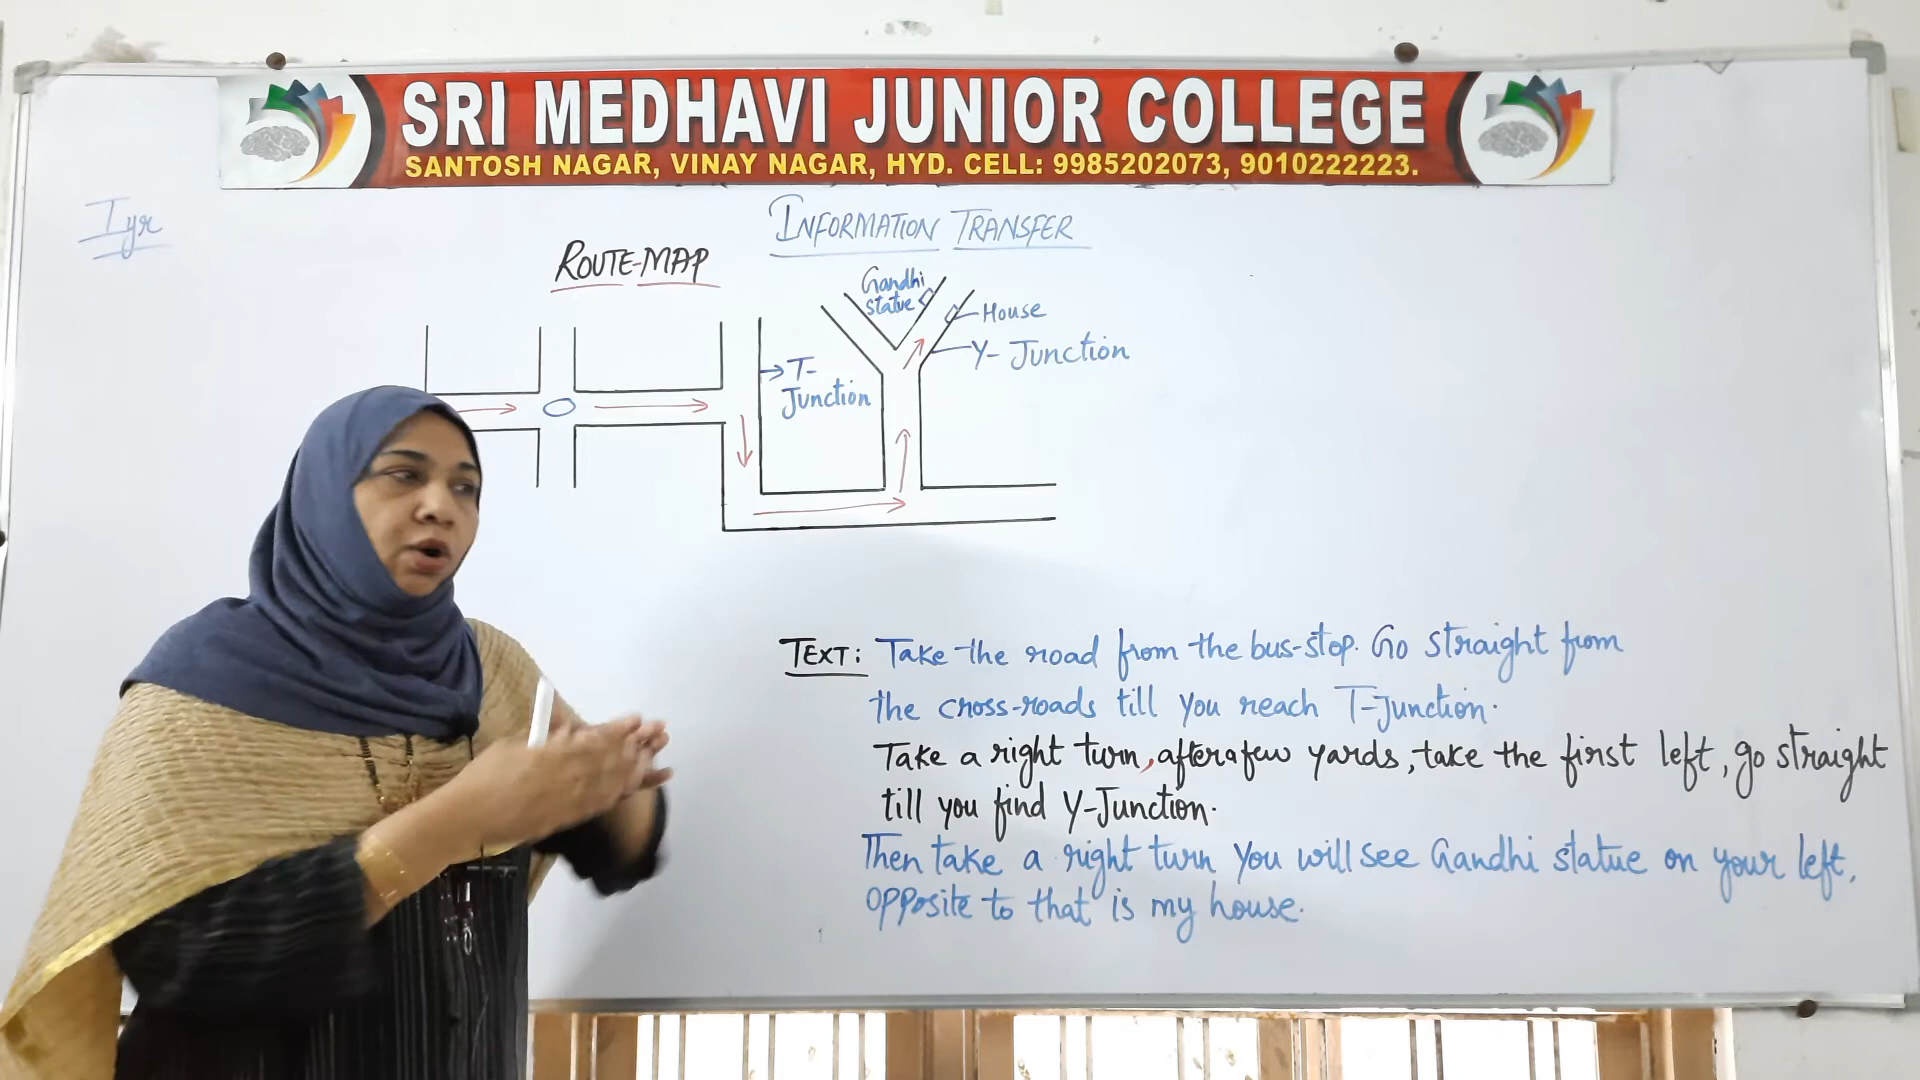 SRI MEDHAVI JUNIOR COLLEGE
SANTOSH NAGAR, VINAY NAGAR, HYD. CELL: 9985202073, 9010222223.
Iyr
INFORMATION TRANSFER
ROUTE-MAP
Gandhi
statue
House
Y- Junction
T-
Junction
TEXT: Take the road from the bus-stop. Go straight from
the cross-roads till you reach T-Junction.
Take a right turn, after a few yards, take the first left, go straight
till you find Y-Junction.
Then take a right turn You will see Gandhi statue on your left,
opposite to that is my house.